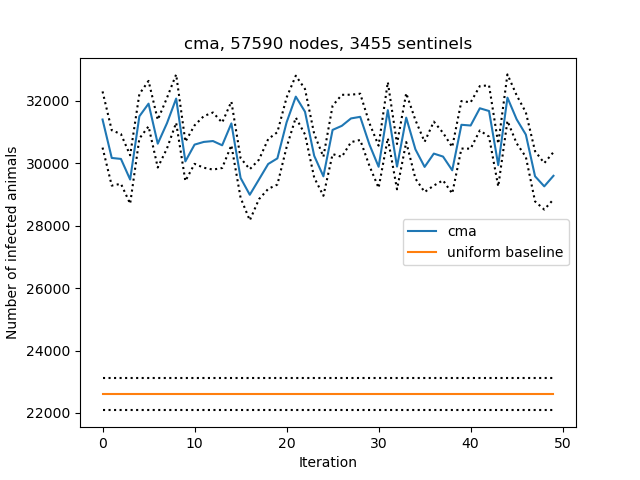 cma, 57590 nodes, 3455 sentinels
Number of infected animals
32000
30000
28000
26000
24000
22000
cma
uniform baseline
0 10 20 30 40 50
Iteration